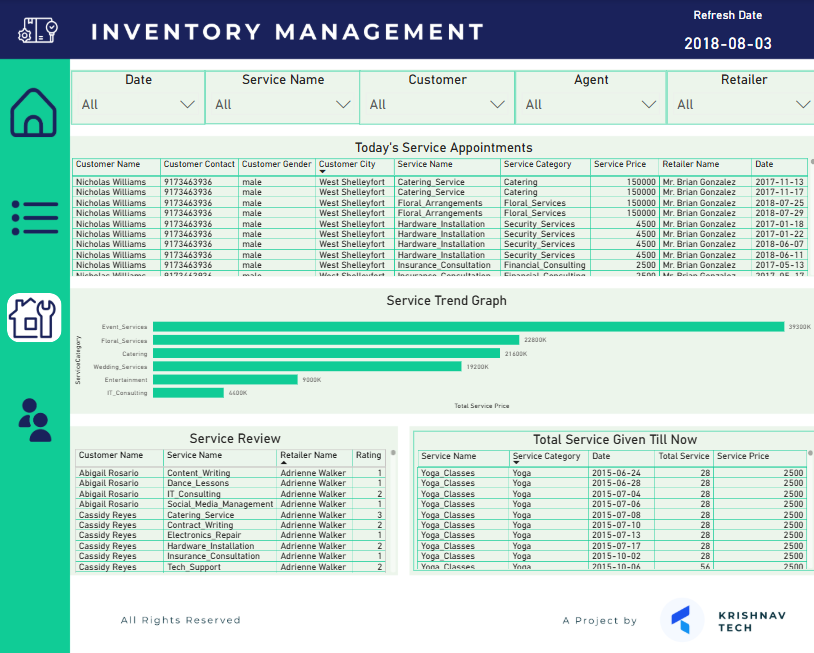 Refresh Date
INVENTORY MANAGEMENT
2018-08-03
Date Service Name Customer Agent Retailer
All All All All All
Today's Service Appointments
Customer Name Customer Contact Customer Gender Customer City Service Name Service Category Service Price Retailer Name Date
Nicholas Williams 9173463936 male West Shelleyfort Catering_Service Catering 150000 Mr. Brian Gonzalez 2017-11-13
Nicholas Williams 9173463936 male West Shelleyfort Catering_Service Catering 150000 Mr. Brian Gonzalez 2017-11-17
Nicholas Williams 9173463936 male West Shelleyfort Floral_Arrangements Floral_Services 150000 Mr. Brian Gonzalez 2018-07-25
Nicholas Williams 9173463936 male West Shelleyfort Floral_Arrangements Floral_Services 150000 Mr. Brian Gonzalez 2018-07-29
Nicholas Williams 9173463936 male West Shelleyfort Hardware_Installation Security_Services 4500 Mr. Brian Gonzalez 2017-01-18
Nicholas Williams 9173463936 male West Shelleyfort Hardware_Installation Security_Services 4500 Mr. Brian Gonzalez 2017-01-22
Nicholas Williams 9173463936 male West Shelleyfort Hardware_Installation Security_Services 4500 Mr. Brian Gonzalez 2018-06-07
Nicholas Williams 9173463936 male West Shelleyfort Hardware_Installation Security_Services 4500 Mr. Brian Gonzalez 2018-06-11
Nicholas Williams 9173463936 male West Shelleyfort Insurance_Consultation Financial_Consulting 2500 Mr. Brian Gonzalez 2017-05-13
Nicholas Williams 9173463936 male West Shelleyfort Insurance_Consultation Financial_Consulting 2500 Mr. Brian Gonzalez 2017-05-17
Service Trend Graph
ServiceCategory
Event_Services 39300K
Floral_Services 22800K
Catering 21600K
Wedding_Services 19200K
Entertainment 9000K
IT_Consulting 4400K
Total Service Price
Service Review
Customer Name Service Name Retailer Name Rating
Abigail Rosario Content_Writing Adrienne Walker 1
Abigail Rosario Dance_Lessons Adrienne Walker 1
Abigail Rosario IT_Consulting Adrienne Walker 2
Abigail Rosario Social_Media_Management Adrienne Walker 1
Cassidy Reyes Catering_Service Adrienne Walker 3
Cassidy Reyes Contract_Writing Adrienne Walker 2
Cassidy Reyes Electronics_Repair Adrienne Walker 1
Cassidy Reyes Hardware_Installation Adrienne Walker 2
Cassidy Reyes Insurance_Consultation Adrienne Walker 1
Cassidy Reyes Tech_Support Adrienne Walker 2
Total Service Given Till Now
Service Name Service Category Date Total Service Service Price
Yoga_Classes Yoga 2015-06-24 28 2500
Yoga_Classes Yoga 2015-06-28 28 2500
Yoga_Classes Yoga 2015-07-04 28 2500
Yoga_Classes Yoga 2015-07-06 28 2500
Yoga_Classes Yoga 2015-07-08 28 2500
Yoga_Classes Yoga 2015-07-10 28 2500
Yoga_Classes Yoga 2015-07-13 28 2500
Yoga_Classes Yoga 2015-07-17 28 2500
Yoga_Classes Yoga 2015-10-02 28 2500
Yoga_Classes Yoga 2015-10-06 56 2500
All Rights Reserved
A Project by
KRISHNAV
TECH